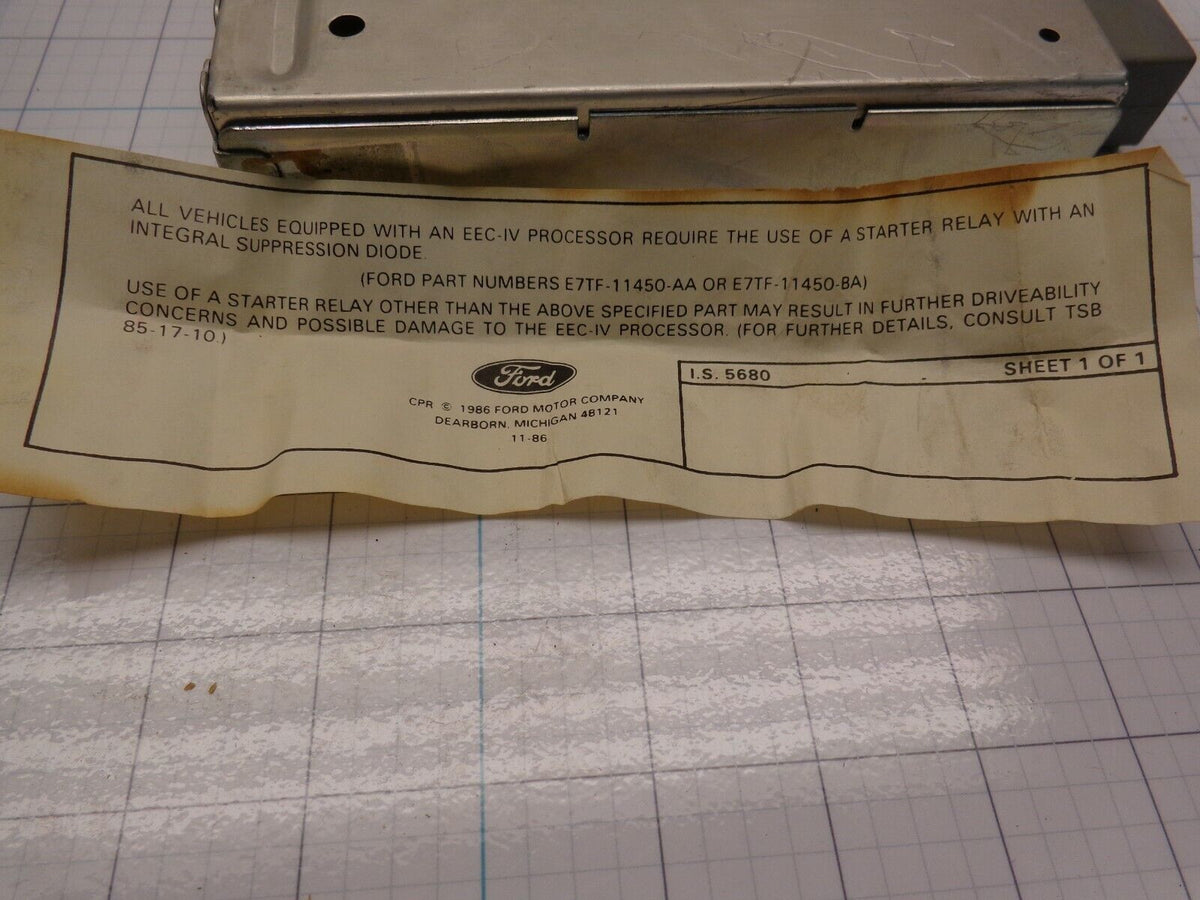 ALL VEHICLES EQUIPPED WITH AN EEC-IV PROCESSOR REQUIRE THE USE OF A STARTER RELAY WITH AN
INTEGRAL SUPPRESSION DIODE.
(FORD PART NUMBERS E7TF-11450-AA OR E7TF-11450-BA)
USE OF A STARTER RELAY OTHER THAN THE ABOVE SPECIFIED PART MAY RESULT IN FURTHER DRIVEABILITY
CONCERNS AND POSSIBLE DAMAGE TO THE EEC-IV PROCESSOR. (FOR FURTHER DETAILS, CONSULT TSB
85-17-10.)
Ford
CPR © 1986 FORD MOTOR COMPANY
DEARBORN, MICHIGAN 48121
11-86
I.S. 5680 SHEET 1 OF 1